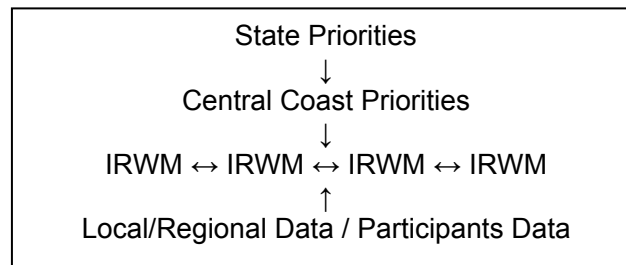 State Priorities
↓
Central Coast Priorities
↓
IRWM ↔ IRWM ↔ IRWM ↔ IRWM
↑
Local/Regional Data / Participants Data